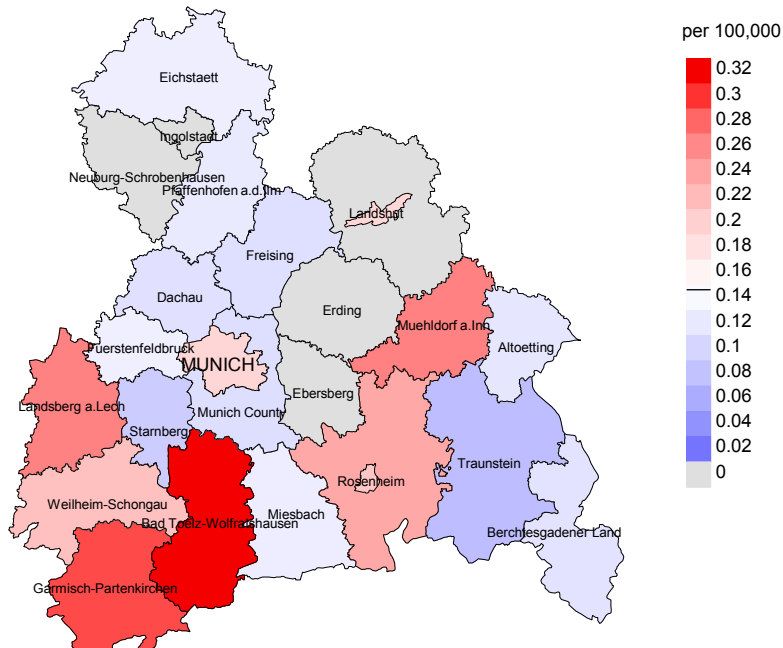 per 100,000
0.32
0.3
0.28
0.26
0.24
0.22
0.2
0.18
0.16
0.14
0.12
0.1
0.08
0.06
0.04
0.02
0
Eichstaett
Ingolstadt
Neuburg-Schrobenhausen
Pfaffenhofen a.d.Ilm
Landshut
Freising
Dachau
Erding
Muehldorf a.Inn
Altoetting
Fuerstenfeldbruck
MUNICH
Ebersberg
Landsberg a.Lech
Munich County
Starnberg
Traunstein
Rosenheim
Weilheim-Schongau
Miesbach
Bad Toelz-Wolfratshausen
Berchtesgadener Land
Garmisch-Partenkirchen